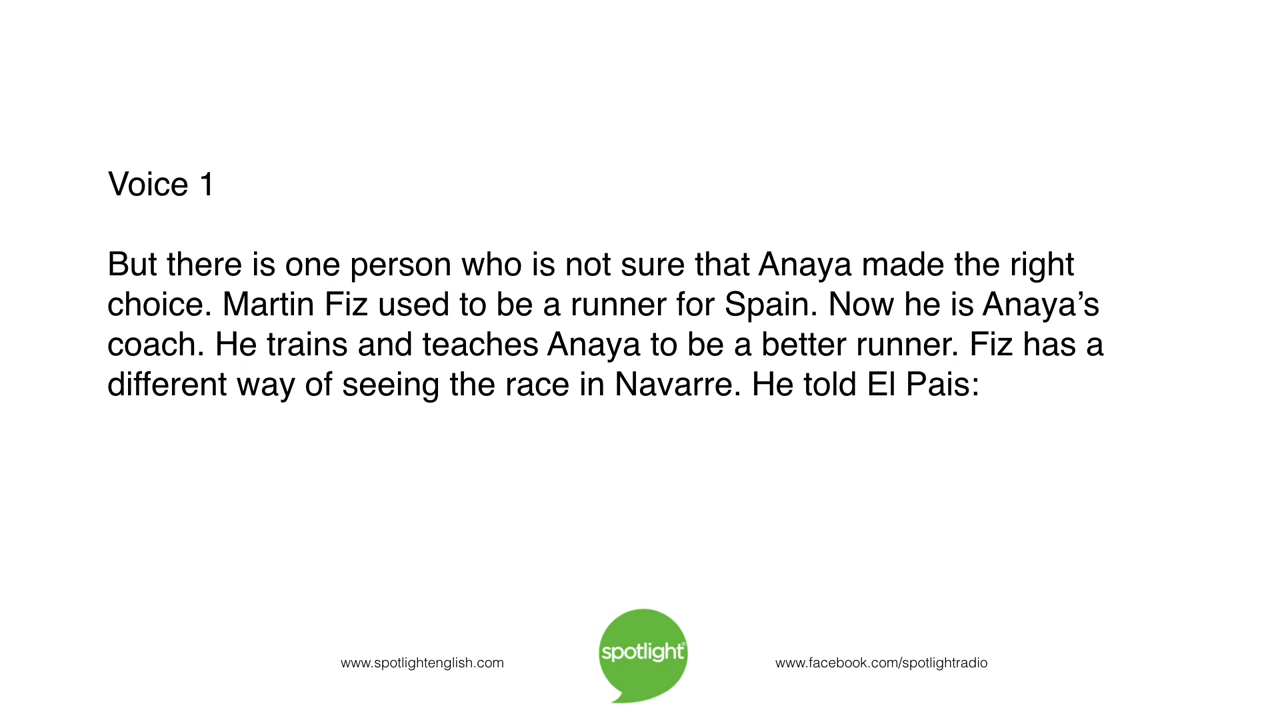 Voice 1
But there is one person who is not sure that Anaya made the right
choice. Martin Fiz used to be a runner for Spain. Now he is Anaya’s
coach. He trains and teaches Anaya to be a better runner. Fiz has a
different way of seeing the race in Navarre. He told El Pais:
www.spotlightenglish.com
spotlight®
www.facebook.com/spotlightradio